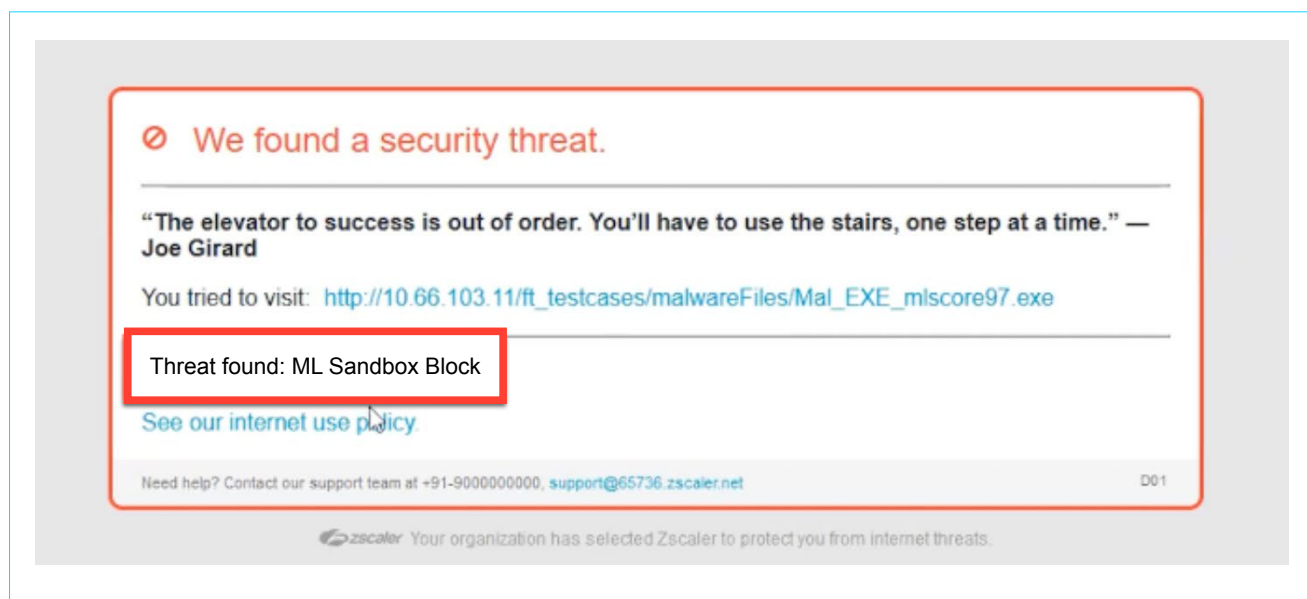 We found a security threat.
“The elevator to success is out of order. You’ll have to use the stairs, one step at a time.” —
Joe Girard
You tried to visit: http://10.66.103.11/ft_testcases/malwareFiles/Mal_EXE_mlscore97.exe
Threat found: ML Sandbox Block
See our internet use policy.
Need help? Contact our support team at +91-9000000000, support@65736.zscaler.net D01
zscaler Your organization has selected Zscaler to protect you from internet threats.